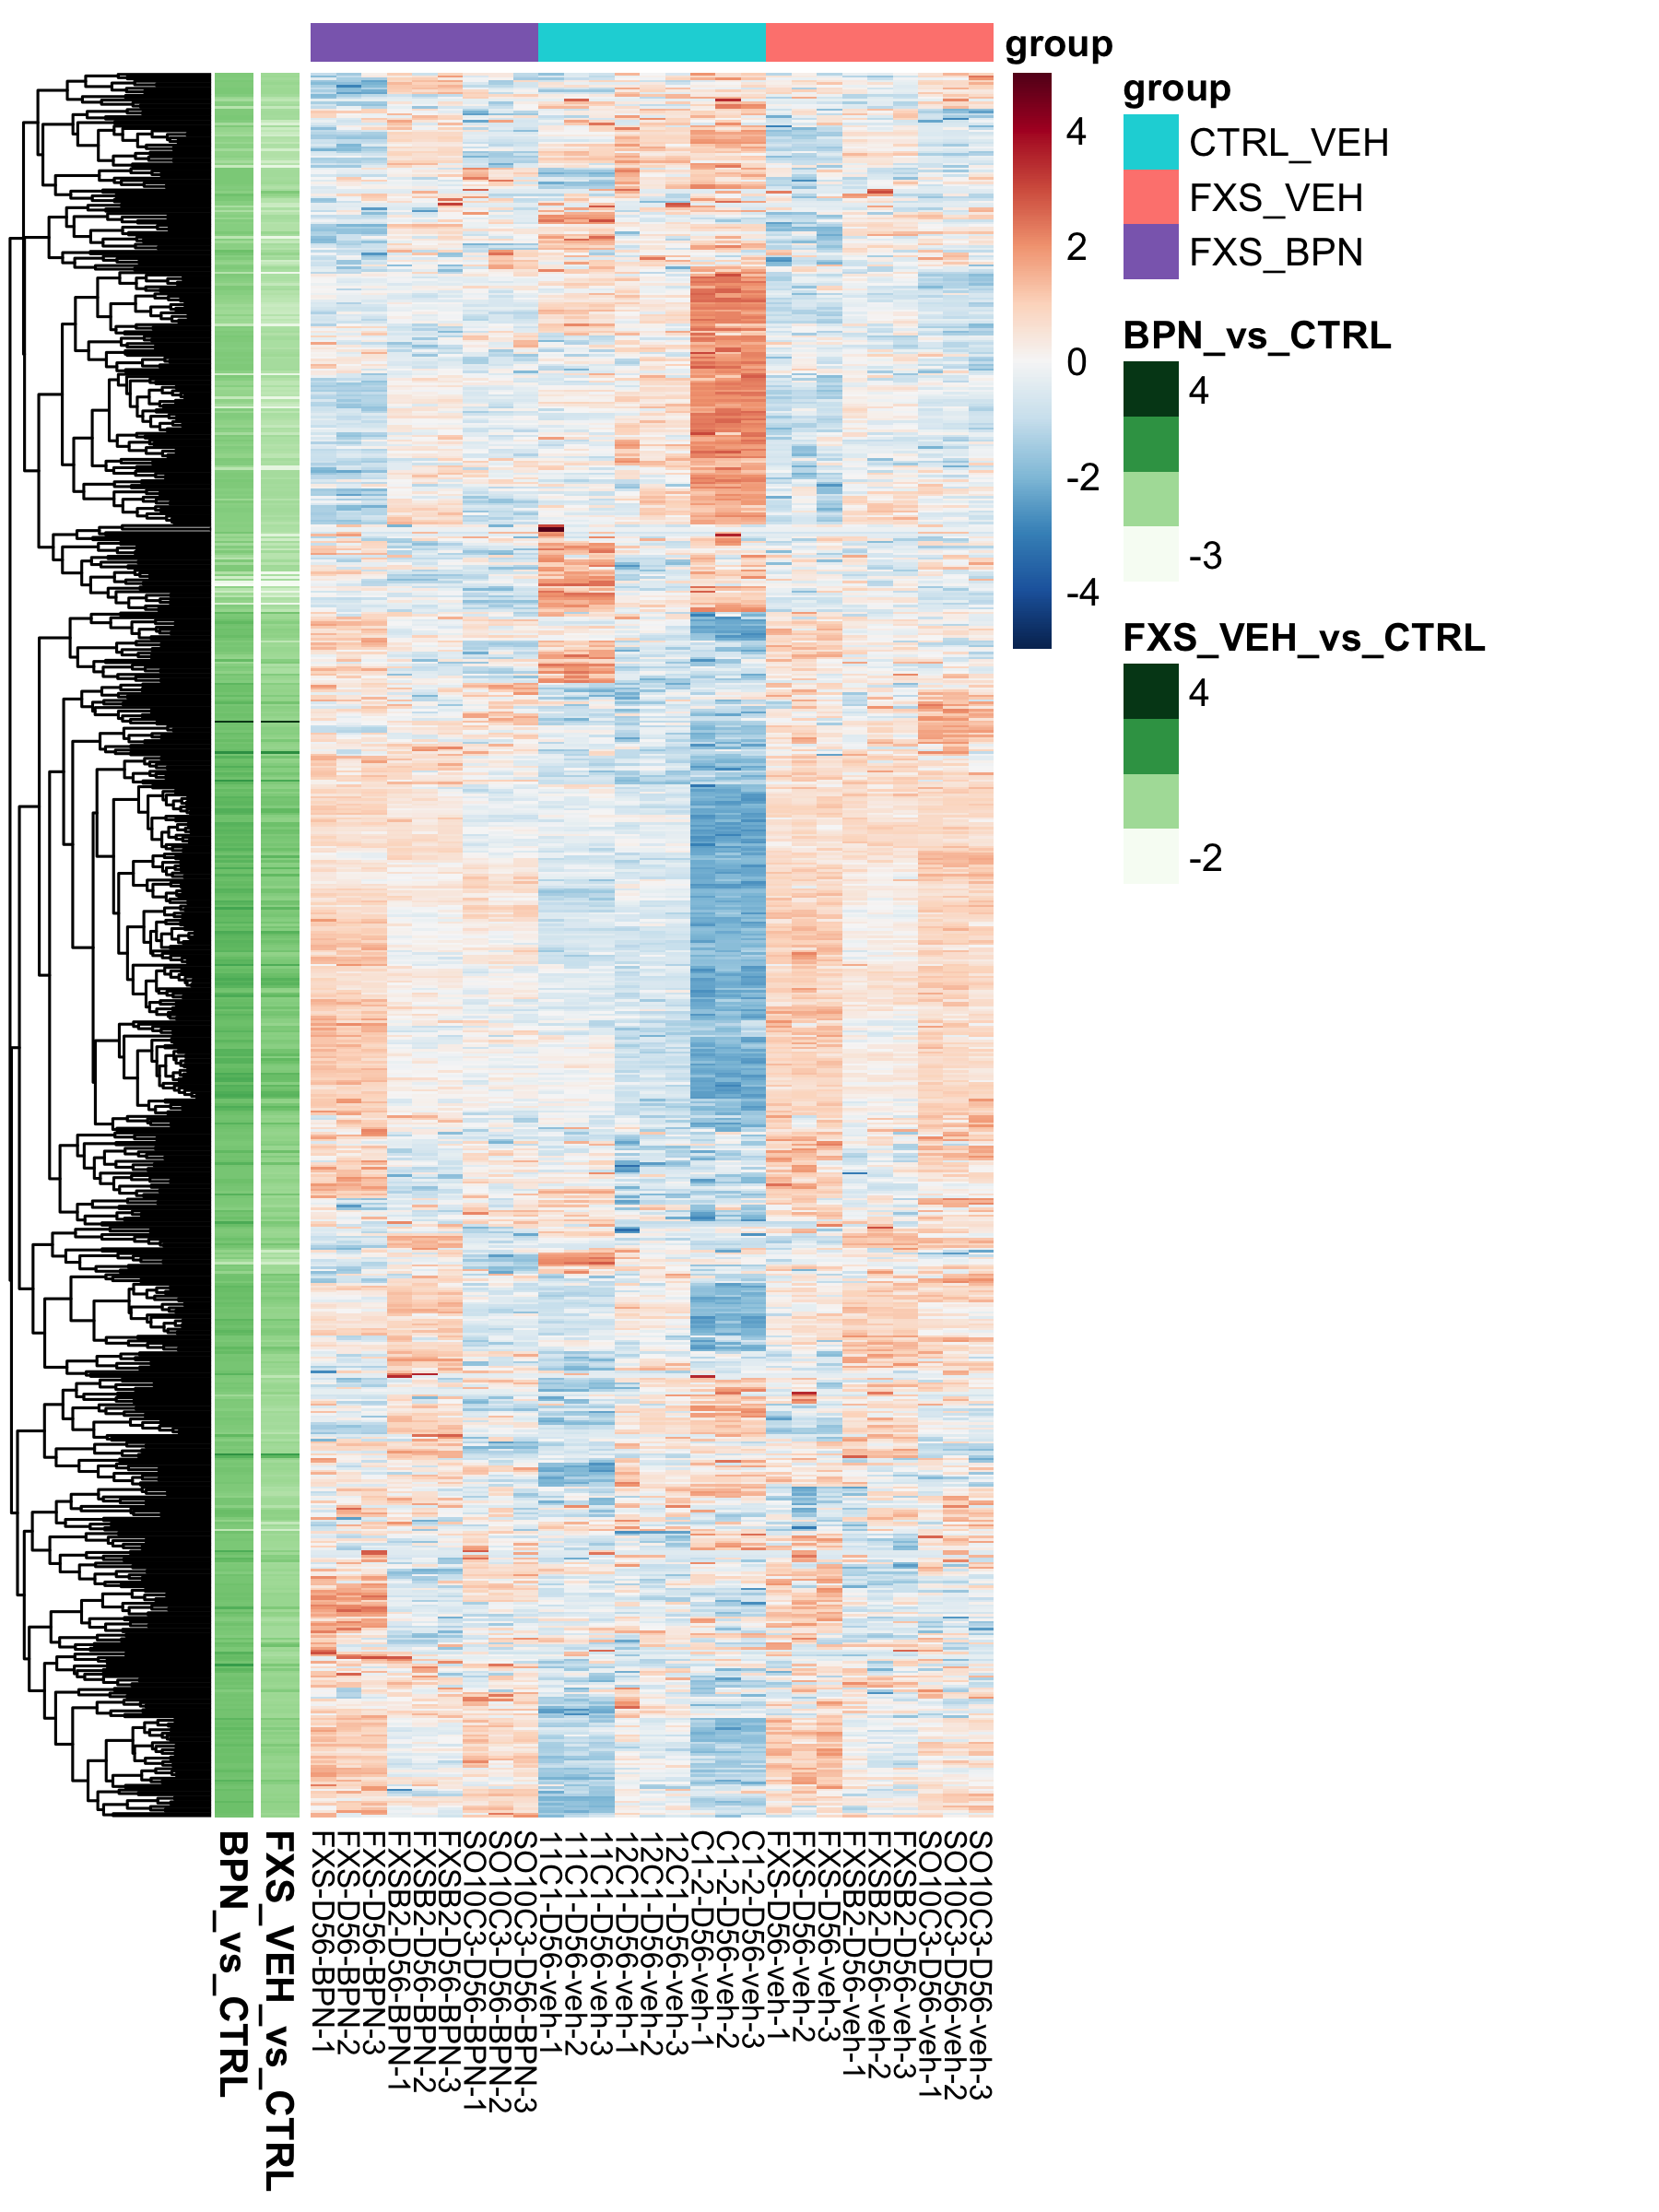 group
4
2
0
-2
-4
group
CTRL_VEH
FXS_VEH
FXS_BPN
BPN_vs_CTRL
4
-3
FXS_VEH_vs_CTRL
4
-2
BPN_vs_CTRL
FXS_VEH_vs_CTRL
FXS-D56-BPN-1
FXS-D56-BPN-2
FXS-D56-BPN-3
FXSB2-D56-BPN-1
FXSB2-D56-BPN-2
FXSB2-D56-BPN-3
SO10C3-D56-BPN-1
SO10C3-D56-BPN-2
SO10C3-D56-BPN-3
11C1-D56-veh-1
11C1-D56-veh-2
11C1-D56-veh-3
12C1-D56-veh-1
12C1-D56-veh-2
12C1-D56-veh-3
C1-2-D56-veh-1
C1-2-D56-veh-2
C1-2-D56-veh-3
FXS-D56-veh-1
FXS-D56-veh-2
FXS-D56-veh-3
FXSB2-D56-veh-1
FXSB2-D56-veh-2
FXSB2-D56-veh-3
SO10C3-D56-veh-1
SO10C3-D56-veh-2
SO10C3-D56-veh-3